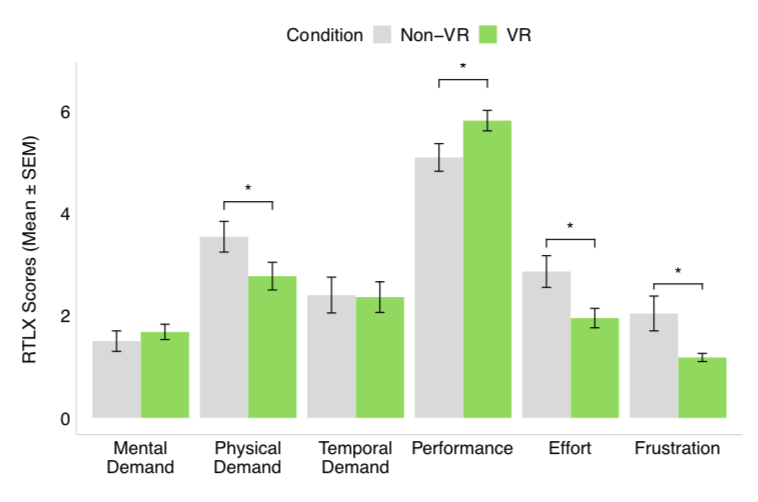 Condition Non−VR VR
RTLX Scores (Mean ± SEM)
6
4
2
0
*
*
*
*
Mental
Demand
Physical
Demand
Temporal
Demand
Performance
Effort
Frustration